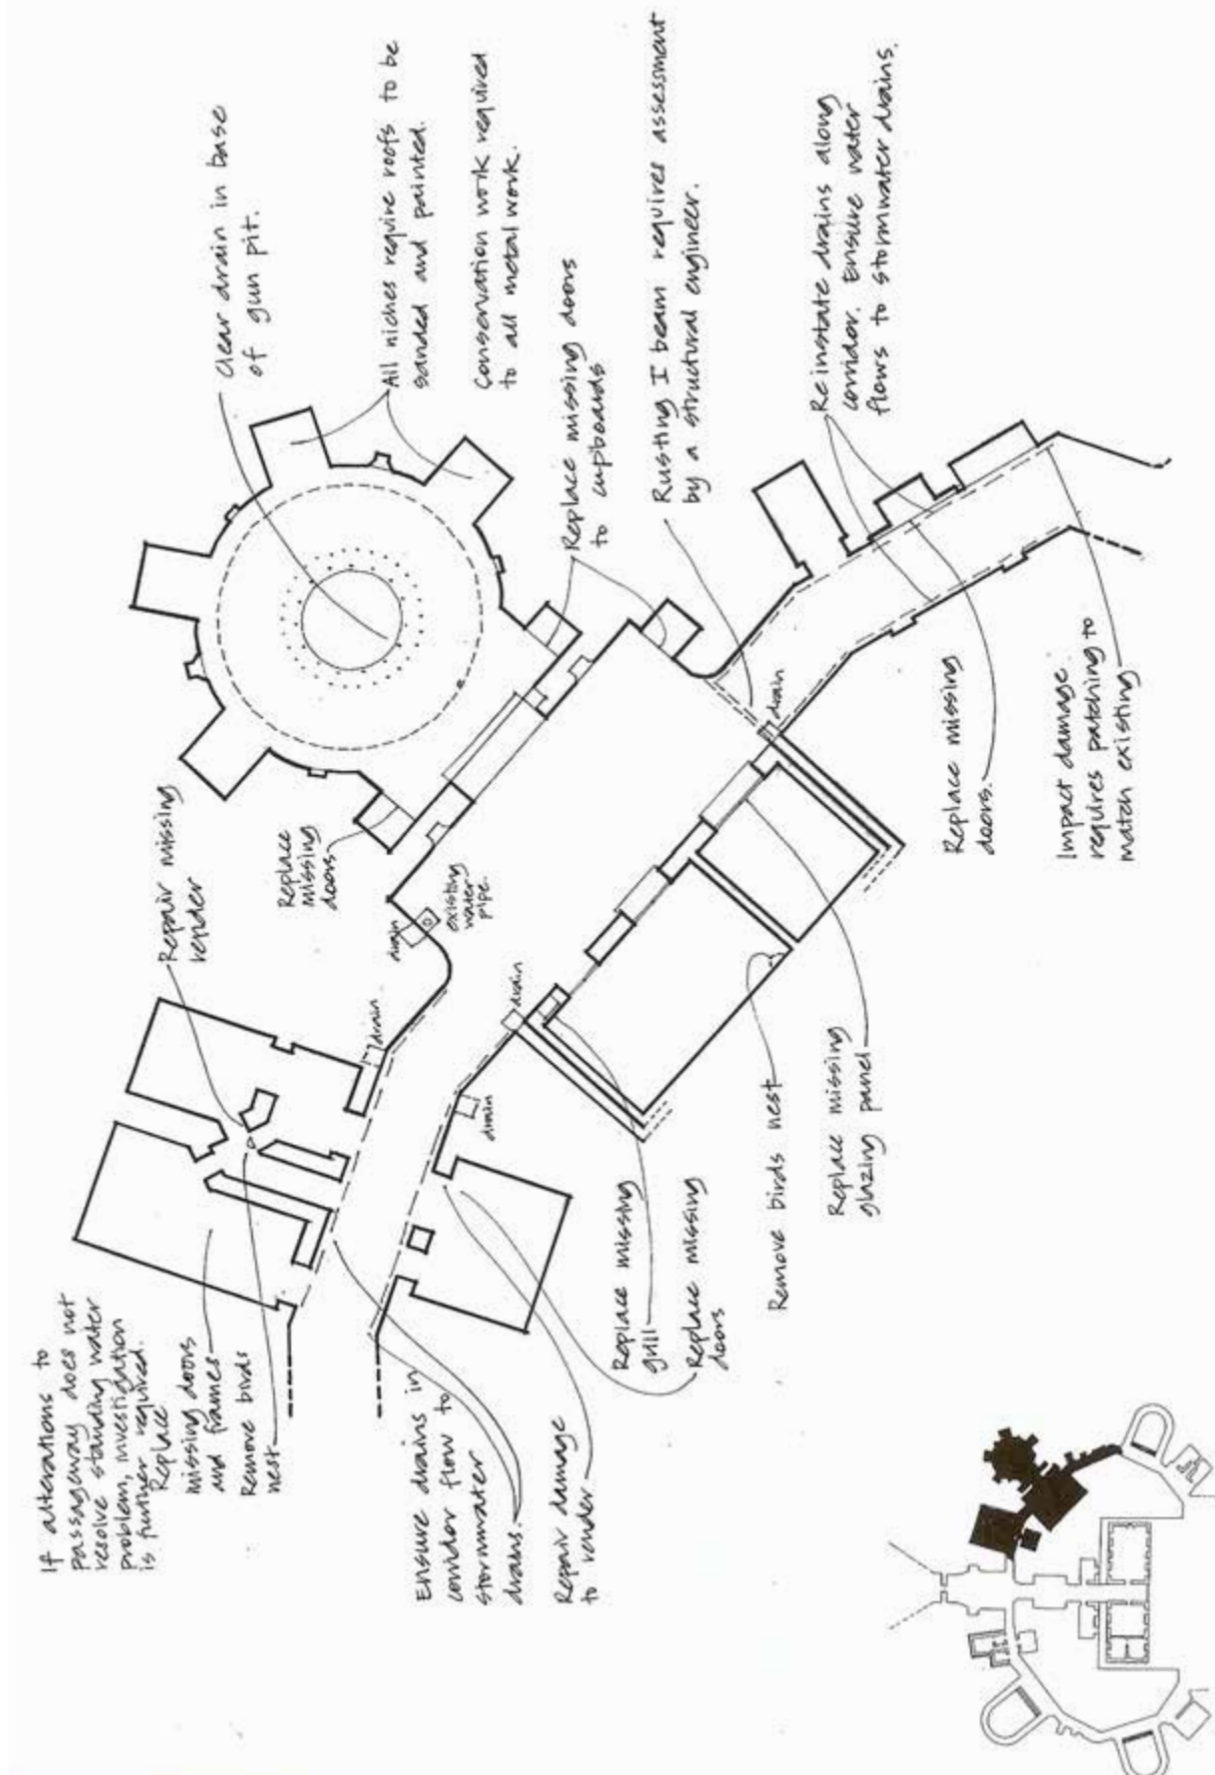 If alterations to
passageway does not
resolve standing water
problem, investigation
is further required.
Replace
missing doors
and frames
Remove birds
nest
Repair missing
render
Clear drain in base
of gun pit.
Replace
missing
doors
All niches require roofs to be
sanded and painted.
Conservation work required
to all metal work.
drain
drain
existing
water
pipe.
drain
drain
Ensure drains in
corridor flow to
stormwater
drains.
Repair damage
to render
Replace missing doors
to cupboards
Replace missing
grill
Replace missing
doors
Rusting I beam requires assessment
by a structural engineer.
Remove birds nest
drain
Replace missing
glazing panel
Reinstate drains along
corridor. Ensure water
flows to stormwater drains.
Replace missing
doors.
Impact damage
requires patching to
match existing